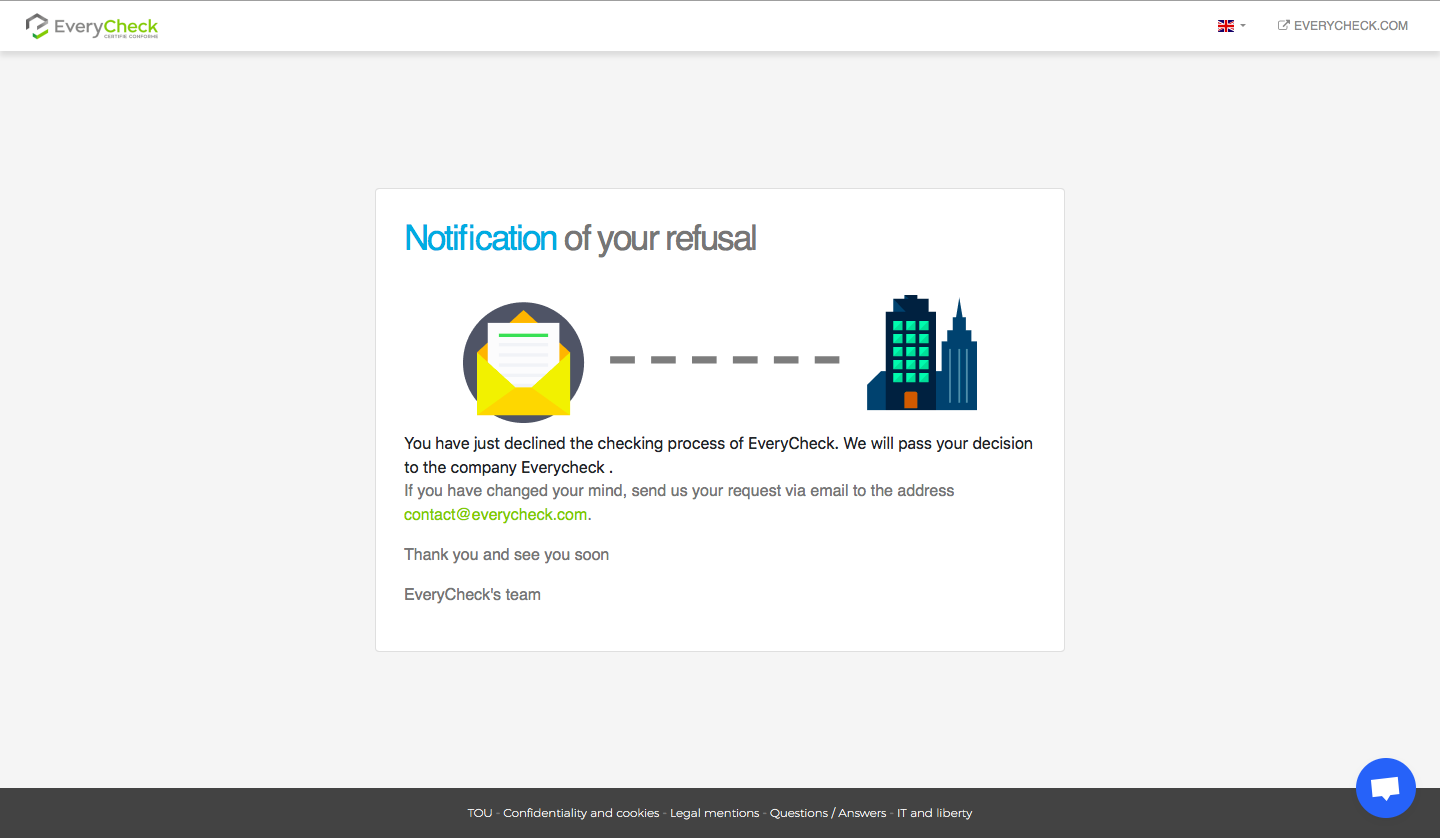 EveryCheck
CERTIFIE CONFORME
EVERYCHECK.COM
Notification of your refusal
You have just declined the checking process of EveryCheck. We will pass your decision
to the company Everycheck .
If you have changed your mind, send us your request via email to the address
contact@everycheck.com.
Thank you and see you soon
EveryCheck's team
TOU - Confidentiality and cookies - Legal mentions - Questions / Answers - IT and liberty